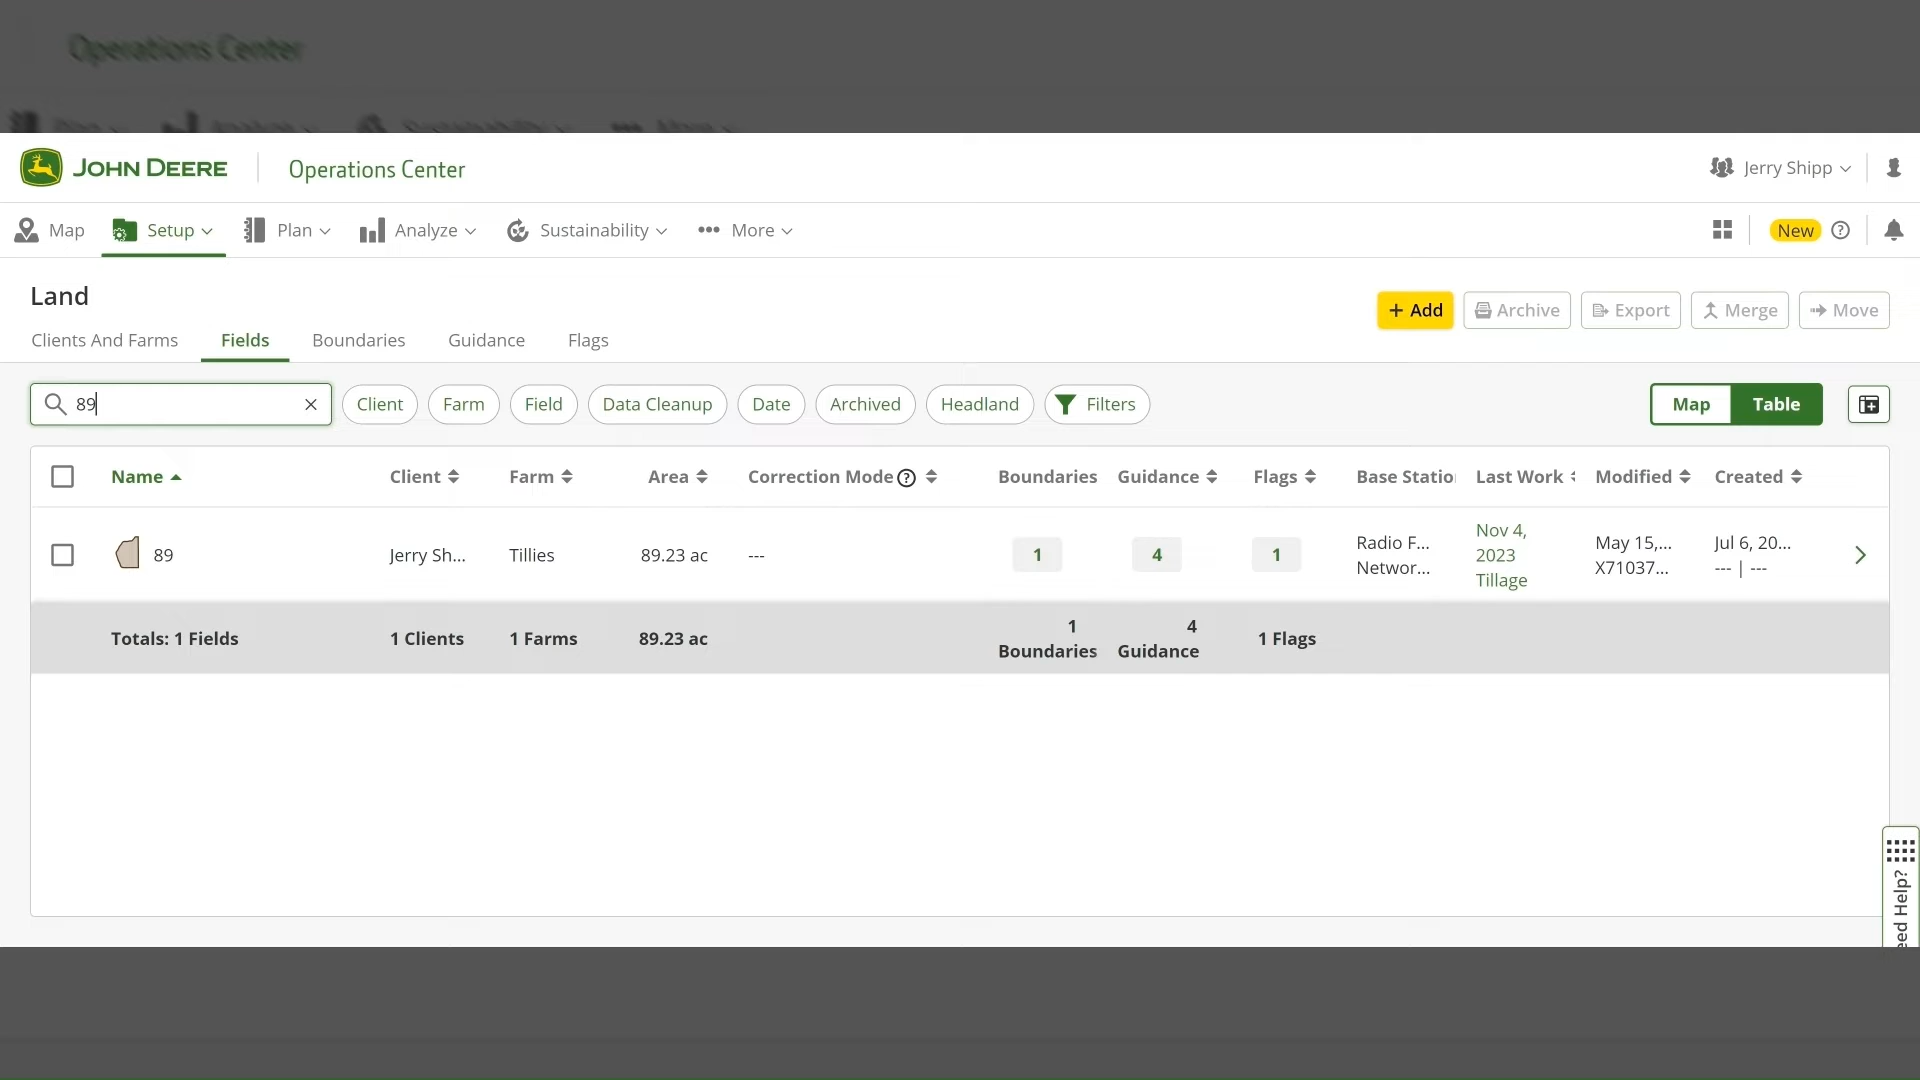 Operations Center
JOHN DEERE
Operations Center
Jerry Shipp
Map
Setup
Plan
Analyze
Sustainability
More
New
Land
+ Add
Archive
Export
Merge
Move
Clients And Farms
Fields
Boundaries
Guidance
Flags
89
Client
Farm
Field
Data Cleanup
Date
Archived
Headland
Filters
Map
Table
Name
Client
Farm
Area
Correction Mode
Boundaries
Guidance
Flags
Base Statio
Last Work
Modified
Created
89
Jerry Sh...
Tillies
89.23 ac
---
1
4
1
Radio F...
Networ...
Nov 4,
2023
Tillage
May 15,...
X71037...
Jul 6, 20...
--- | ---
Totals: 1 Fields
1 Clients
1 Farms
89.23 ac
1
Boundaries
4
Guidance
1 Flags
eed Help?